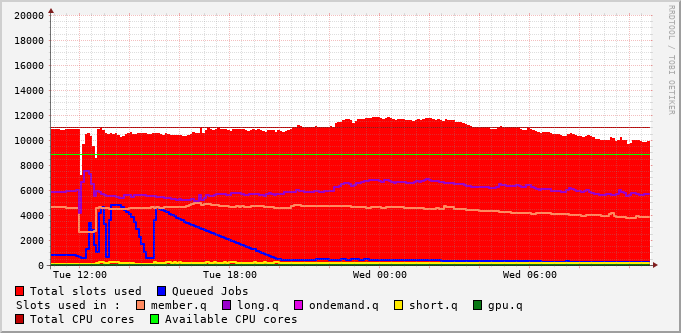 RRDTOOL / TOBI OETIKER
20000
18000
16000
14000
12000
10000
8000
6000
4000
2000
0
Tue 12:00 Tue 18:00 Wed 00:00 Wed 06:00
Total slots used Queued Jobs
Slots used in : member.q long.q ondemand.q short.q gpu.q
Total CPU cores Available CPU cores